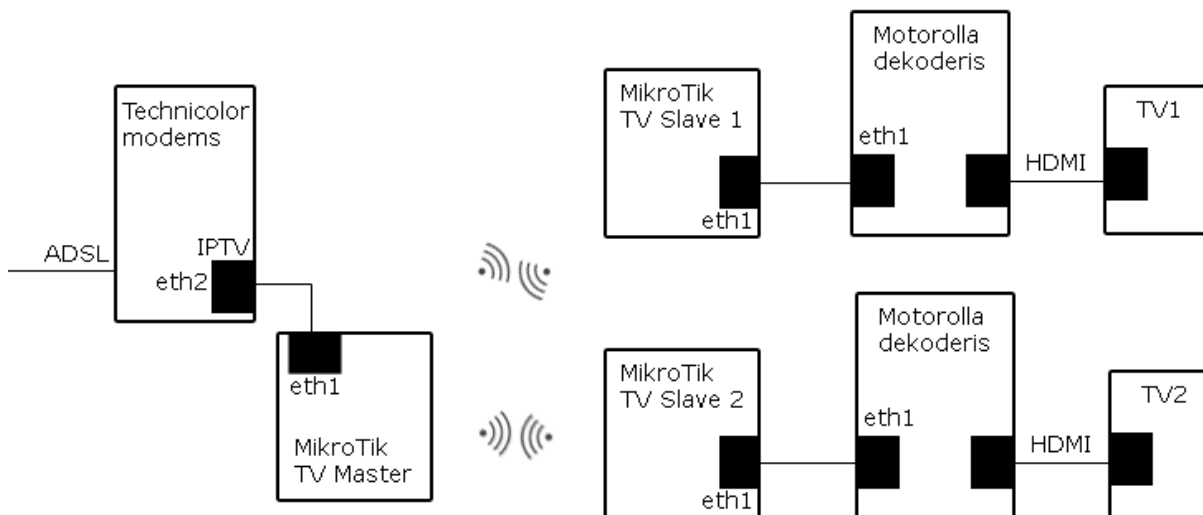 Technicolor
modems
ADSL
IPTV
eth2
eth1
MikroTik
TV Master
MikroTik
TV Slave 1
eth1
Motorolla
dekoderis
eth1
HDMI
TV1
MikroTik
TV Slave 2
eth1
Motorolla
dekoderis
eth1
HDMI
TV2